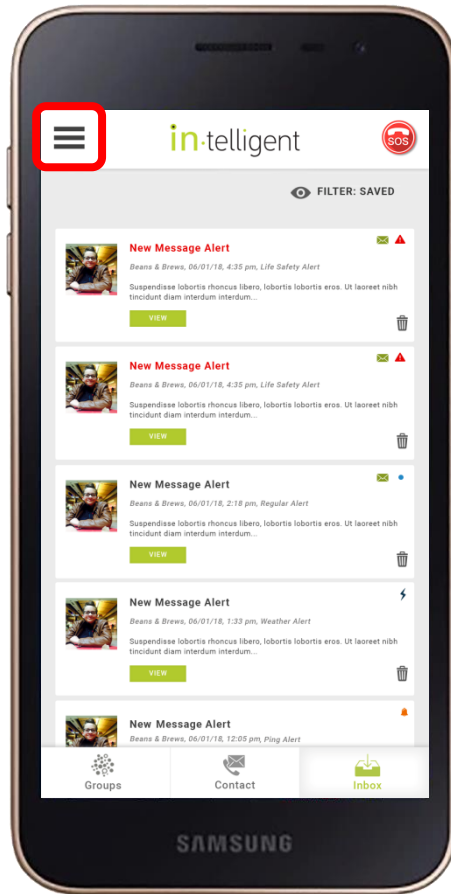 in·telligent
SOS
FILTER: SAVED
New Message Alert
Beans & Brews, 06/01/18, 4:35 pm, Life Safety Alert
Suspendisse lobortis rhoncus libero, lobortis lobortis eros. Ut laoreet nibh
tincidunt diam interdum interdum...
VIEW
New Message Alert
Beans & Brews, 06/01/18, 4:35 pm, Life Safety Alert
Suspendisse lobortis rhoncus libero, lobortis lobortis eros. Ut laoreet nibh
tincidunt diam interdum interdum...
VIEW
New Message Alert
Beans & Brews, 06/01/18, 2:18 pm, Regular Alert
Suspendisse lobortis rhoncus libero, lobortis lobortis eros. Ut laoreet nibh
tincidunt diam interdum interdum...
VIEW
New Message Alert
Beans & Brews, 06/01/18, 1:33 pm, Weather Alert
Suspendisse lobortis rhoncus libero, lobortis lobortis eros. Ut laoreet nibh
tincidunt diam interdum interdum...
VIEW
New Message Alert
Beans & Brews, 06/01/18, 12:05 pm, Ping Alert
Groups
Contact
Inbox
SAMSUNG